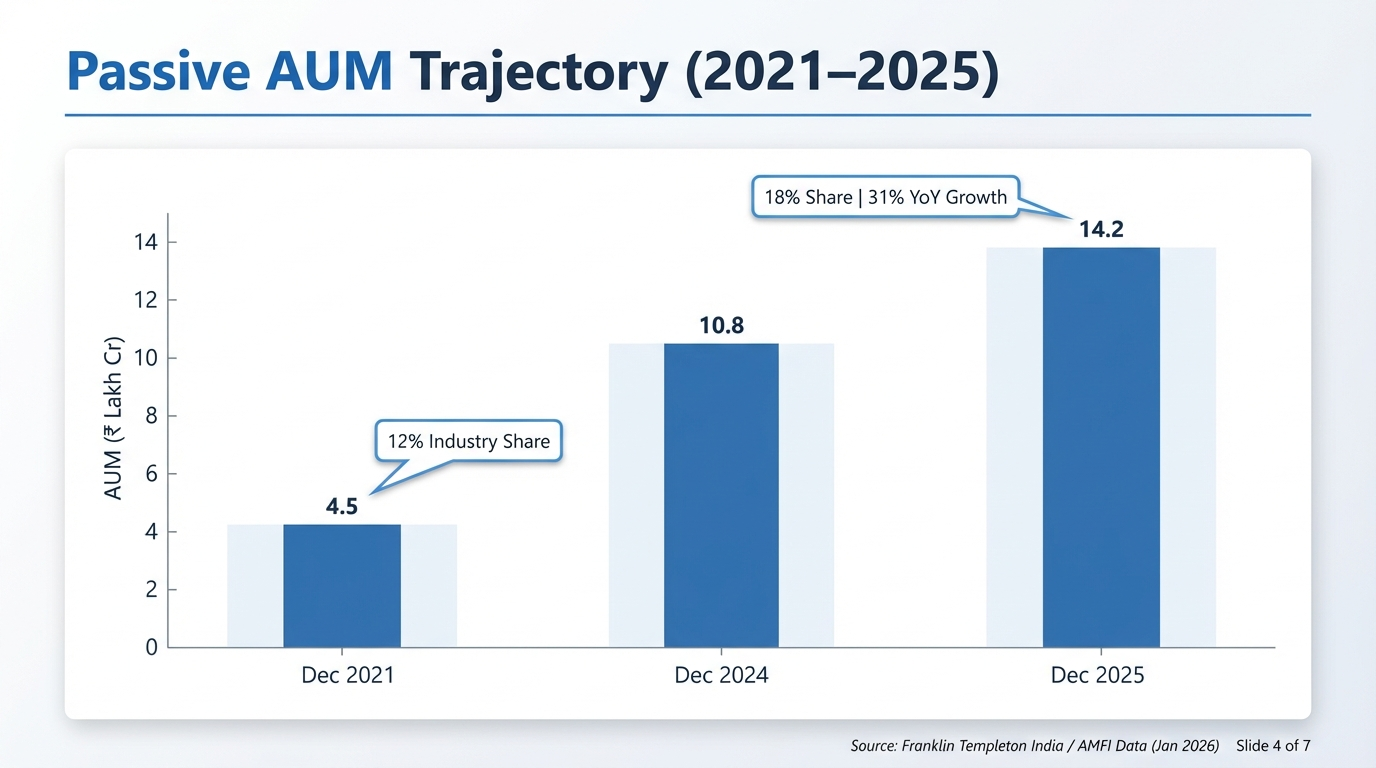 Passive AUM Trajectory (2021–2025)
18% Share | 31% YoY Growth
14.2
10.8
12% Industry Share
4.5
AUM (₹ Lakh Cr)
14
12
10
8
6
4
2
0
Dec 2021
Dec 2024
Dec 2025
Source: Franklin Templeton India / AMFI Data (Jan 2026) Slide 4 of 7